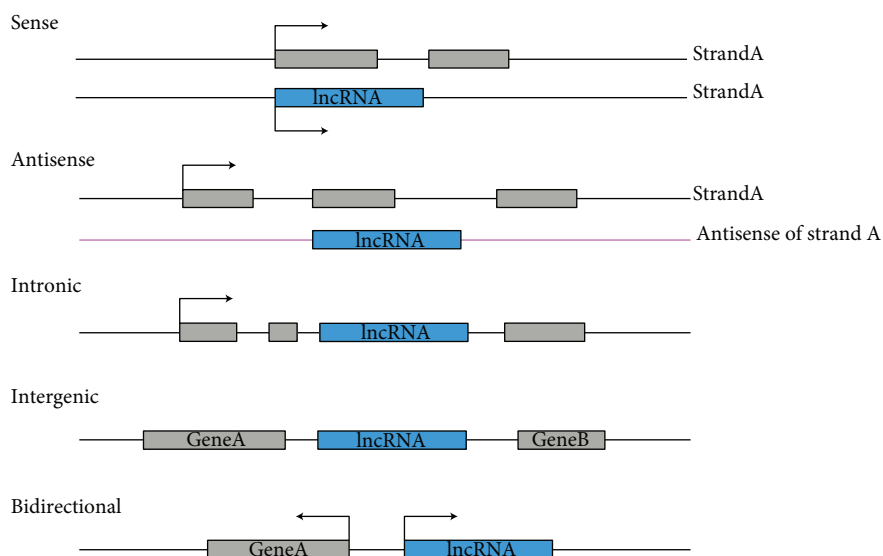 Sense
StrandA
lncRNA StrandA
Antisense
StrandA
lncRNA Antisense of strand A
Intronic
lncRNA
Intergenic
GeneA lncRNA GeneB
Bidirectional
GeneA lncRNA